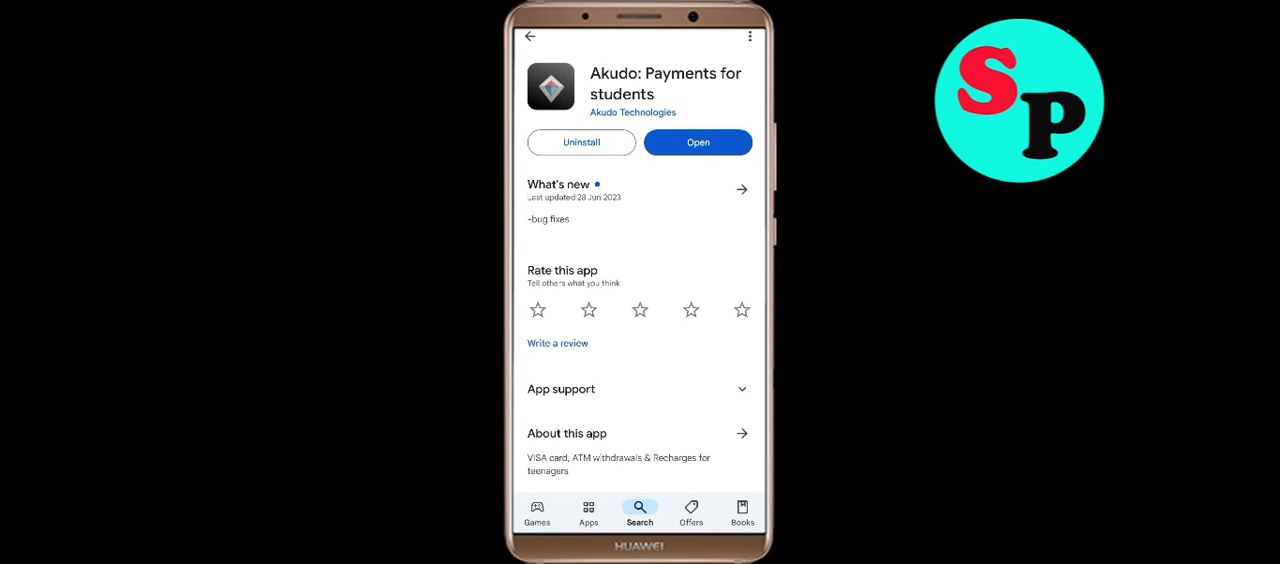 Akudo: Payments for
students
Akudo Technologies
Uninstall
Open
What's new
Last updated 28 Jun 2023
-bug fixes
Rate this app
Tell others what you think
Write a review
App support
About this app
VISA card, ATM withdrawals & Recharges for
teenagers
Games
Apps
Search
Offers
Books
HUAWEI
SP